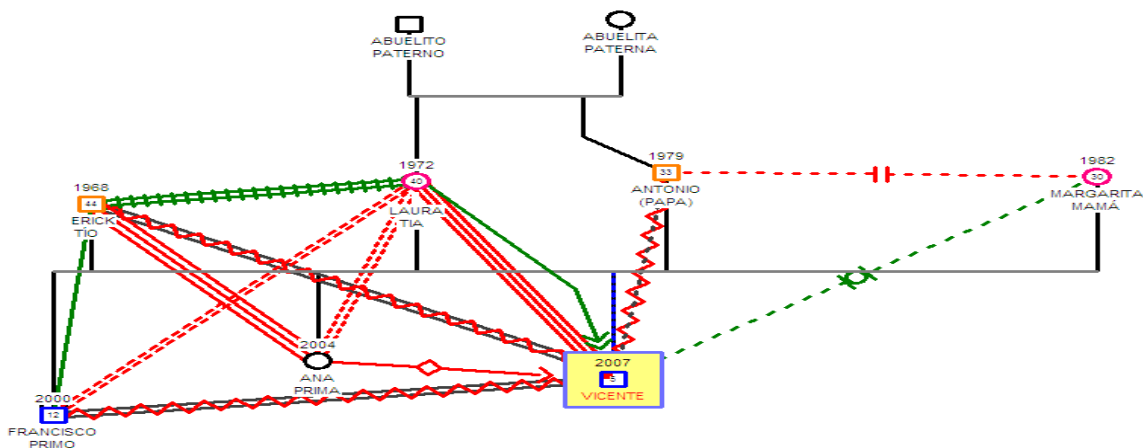 ABUELITO
PATERNO
ABUELITA
PATERNA
1972
40
LAURA
TIA
1979
33
ANTONIO
(PAPA)
1982
30
MARGARITA
MAMÁ
1968
44
ERICK
TÍO
2004
ANA
PRIMA
2007
5
VICENTE
2000
12
FRANCISCO
PRIMO